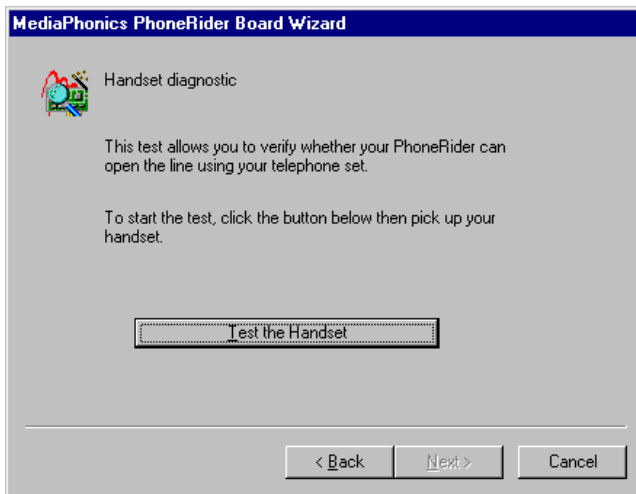 MediaPhonics PhoneRider Board Wizard
Handset diagnostic
This test allows you to verify whether your PhoneRider can
open the line using your telephone set.
To start the test, click the button below then pick up your
handset.
Test the Handset
< Back
Next >
Cancel